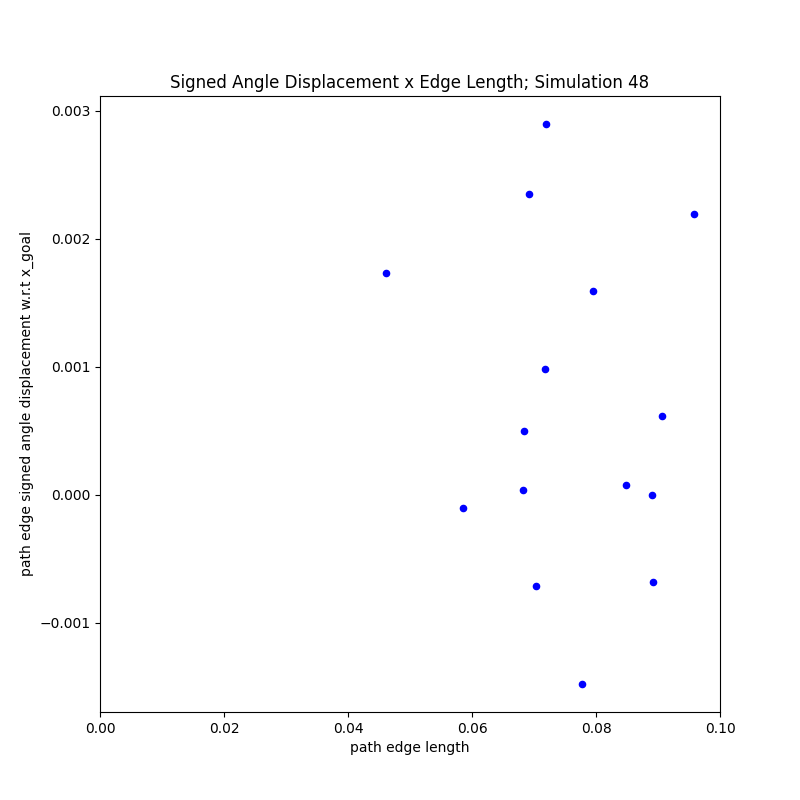 Signed Angle Displacement x Edge Length; Simulation 48
path edge signed angle displacement w.r.t x_goal
0.003
0.002
0.001
0.000
−0.001
0.00 0.02 0.04 0.06 0.08 0.10
path edge length